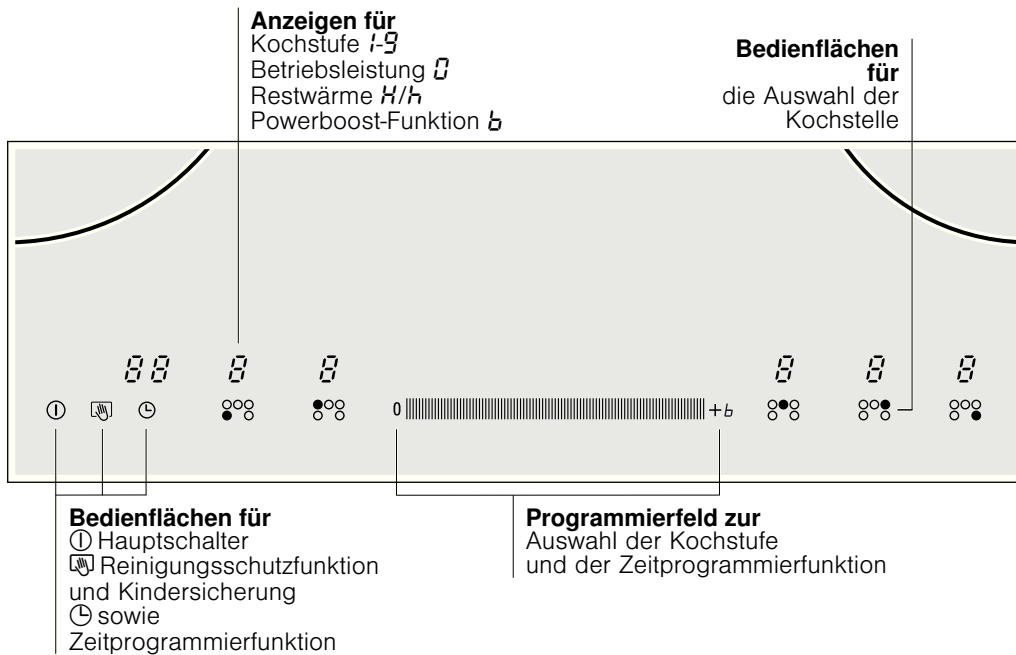 Anzeigen für
Kochstufe 1-9
Betriebsleistung 0
Restwärme H/h
Powerboost-Funktion b
Bedienflächen
für
die Auswahl der
Kochstelle
88 8 8 8 8 8
0 + b
Bedienflächen für
Hauptschalter
Reinigungsschutzfunktion
und Kindersicherung
sowie
Zeitprogrammierfunktion
Programmierfeld zur
Auswahl der Kochstufe
und der Zeitprogrammierfunktion